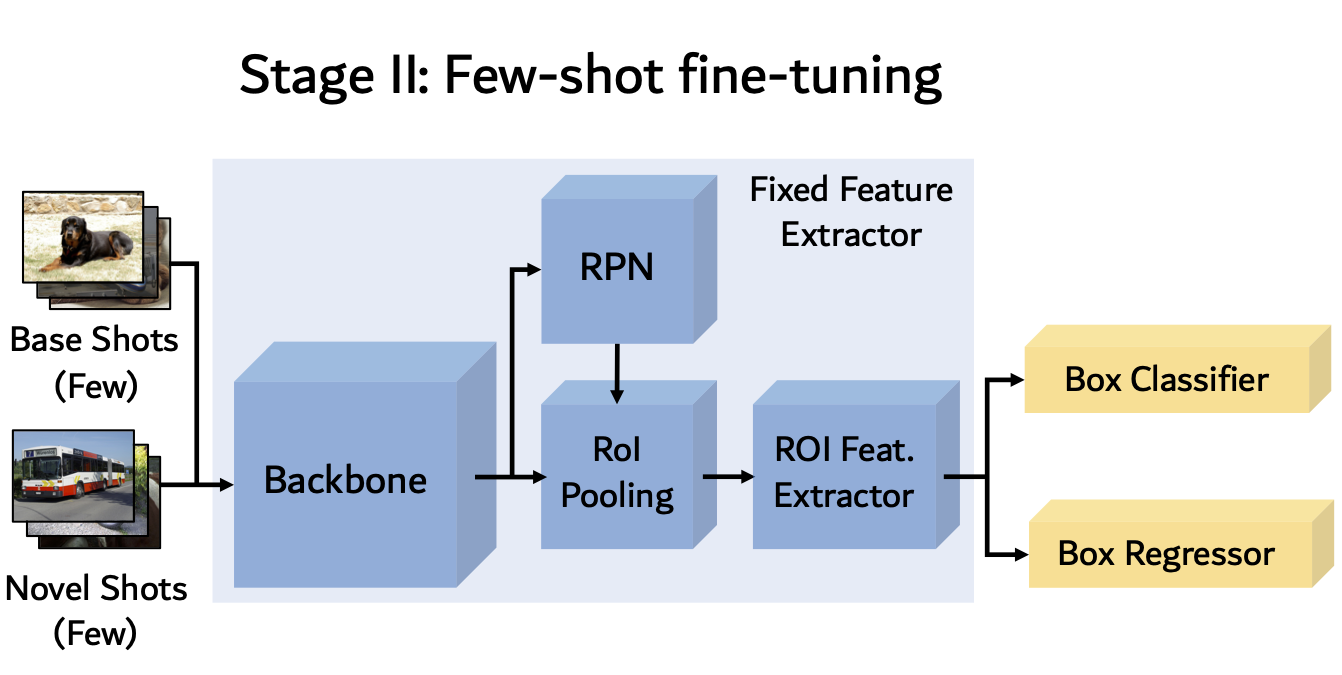 Stage II: Few-shot fine-tuning
Fixed Feature
Extractor
RPN
Base Shots
(Few)
Backbone
RoI
Pooling
ROI Feat.
Extractor
Box Classifier
Box Regressor
Novel Shots
(Few)